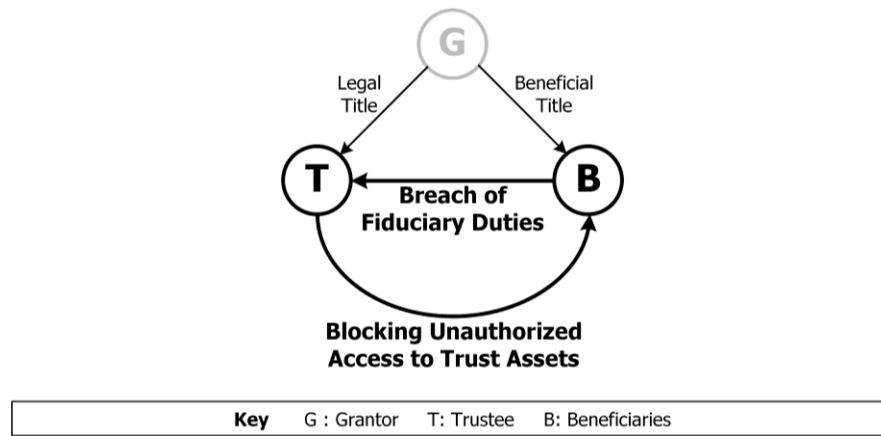 G
Legal
Title
Beneficial
Title
T
B
Breach of
Fiduciary Duties
Blocking Unauthorized
Access to Trust Assets
Key G : Grantor T: Trustee B: Beneficiaries